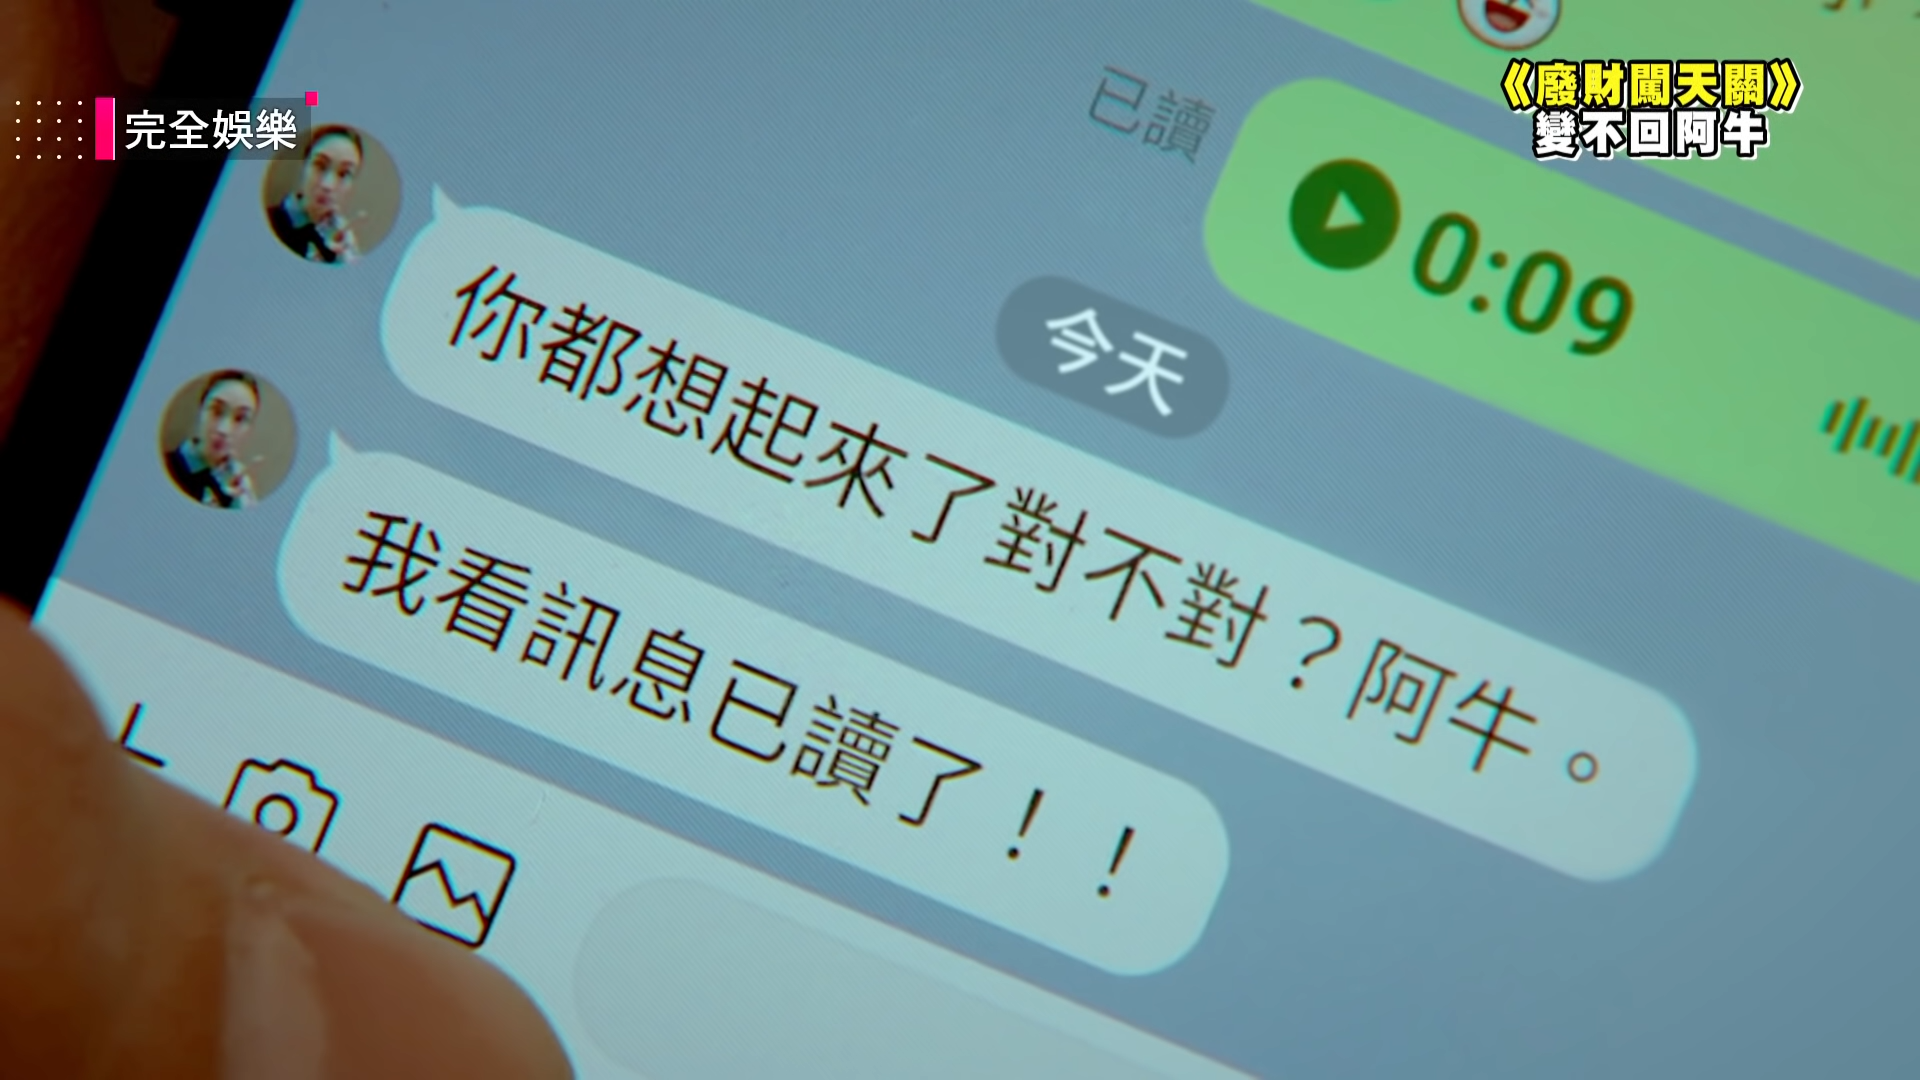 完全娛樂
《廢財闖天關》
變不回阿牛
已讀
0:09
今天
你都想起來了對不對？阿牛。
我看訊息已讀了！！